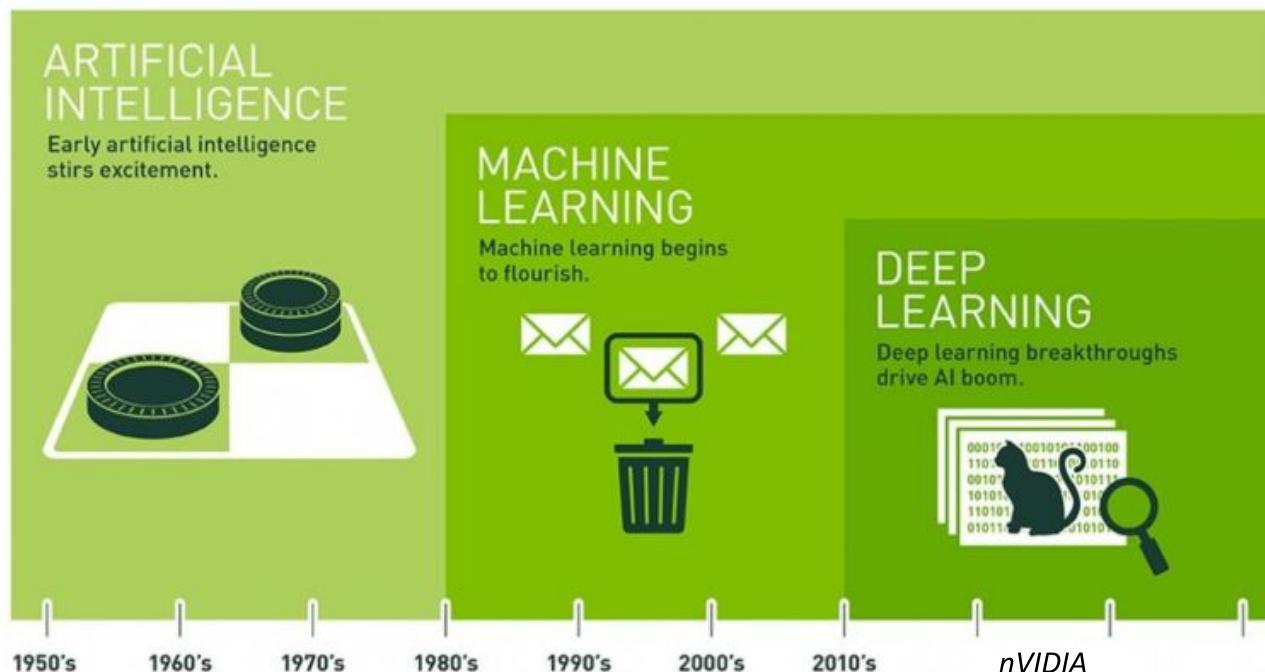 ARTIFICIAL
INTELLIGENCE
Early artificial intelligence
stirs excitement.
MACHINE
LEARNING
Machine learning begins
to flourish.
DEEP
LEARNING
Deep learning breakthroughs
drive AI boom.
1950's 1960's 1970's 1980's 1990's 2000's 2010's
nVIDIA